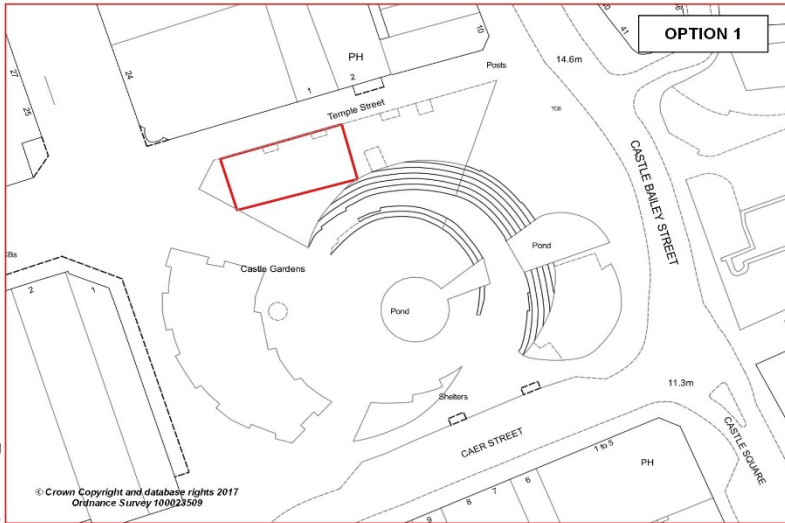 OPTION 1
27
25
24
PH
1
2
10
Temple Street
Posts
14.6m
41
TCB
CASTLE BAILEY STREET
CBs
2
1
Castle Gardens
Pond
Pond
Shelters
11.3m
CASTLE SQUARE
CAER STREET
1 to 5
PH
6
7
8
9
© Crown Copyright and database rights 2017
Ordnance Survey 100023509